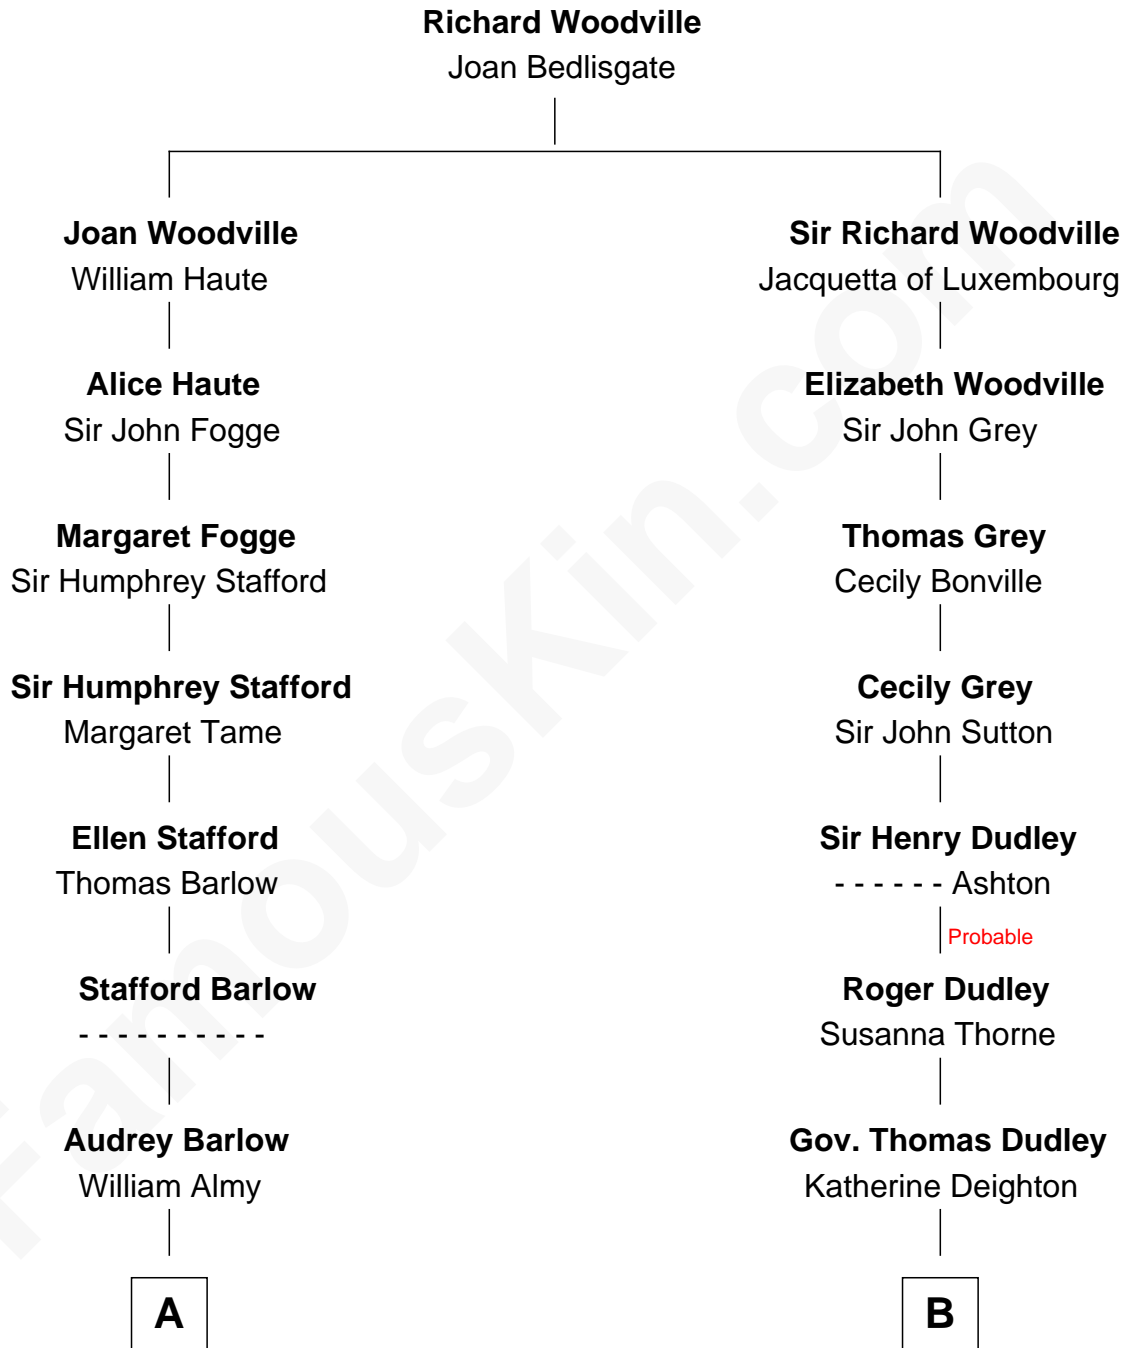 Richard Woodville
Joan Bedlisgate
Joan Woodville
William Haute
Alice Haute
Sir John Fogge
Margaret Fogge
Sir Humphrey Stafford
Sir Humphrey Stafford
Margaret Tame
Ellen Stafford
Thomas Barlow
Stafford Barlow
- - - - - - - - - -
Audrey Barlow
William Almy
A
Sir Richard Woodville
Jacquetta of Luxembourg
Elizabeth Woodville
Sir John Grey
Thomas Grey
Cecily Bonville
Cecily Grey
Sir John Sutton
Sir Henry Dudley
- - - - - - Ashton
Probable
Roger Dudley
Susanna Thorne
Gov. Thomas Dudley
Katherine Deighton
B
FamousKin.com